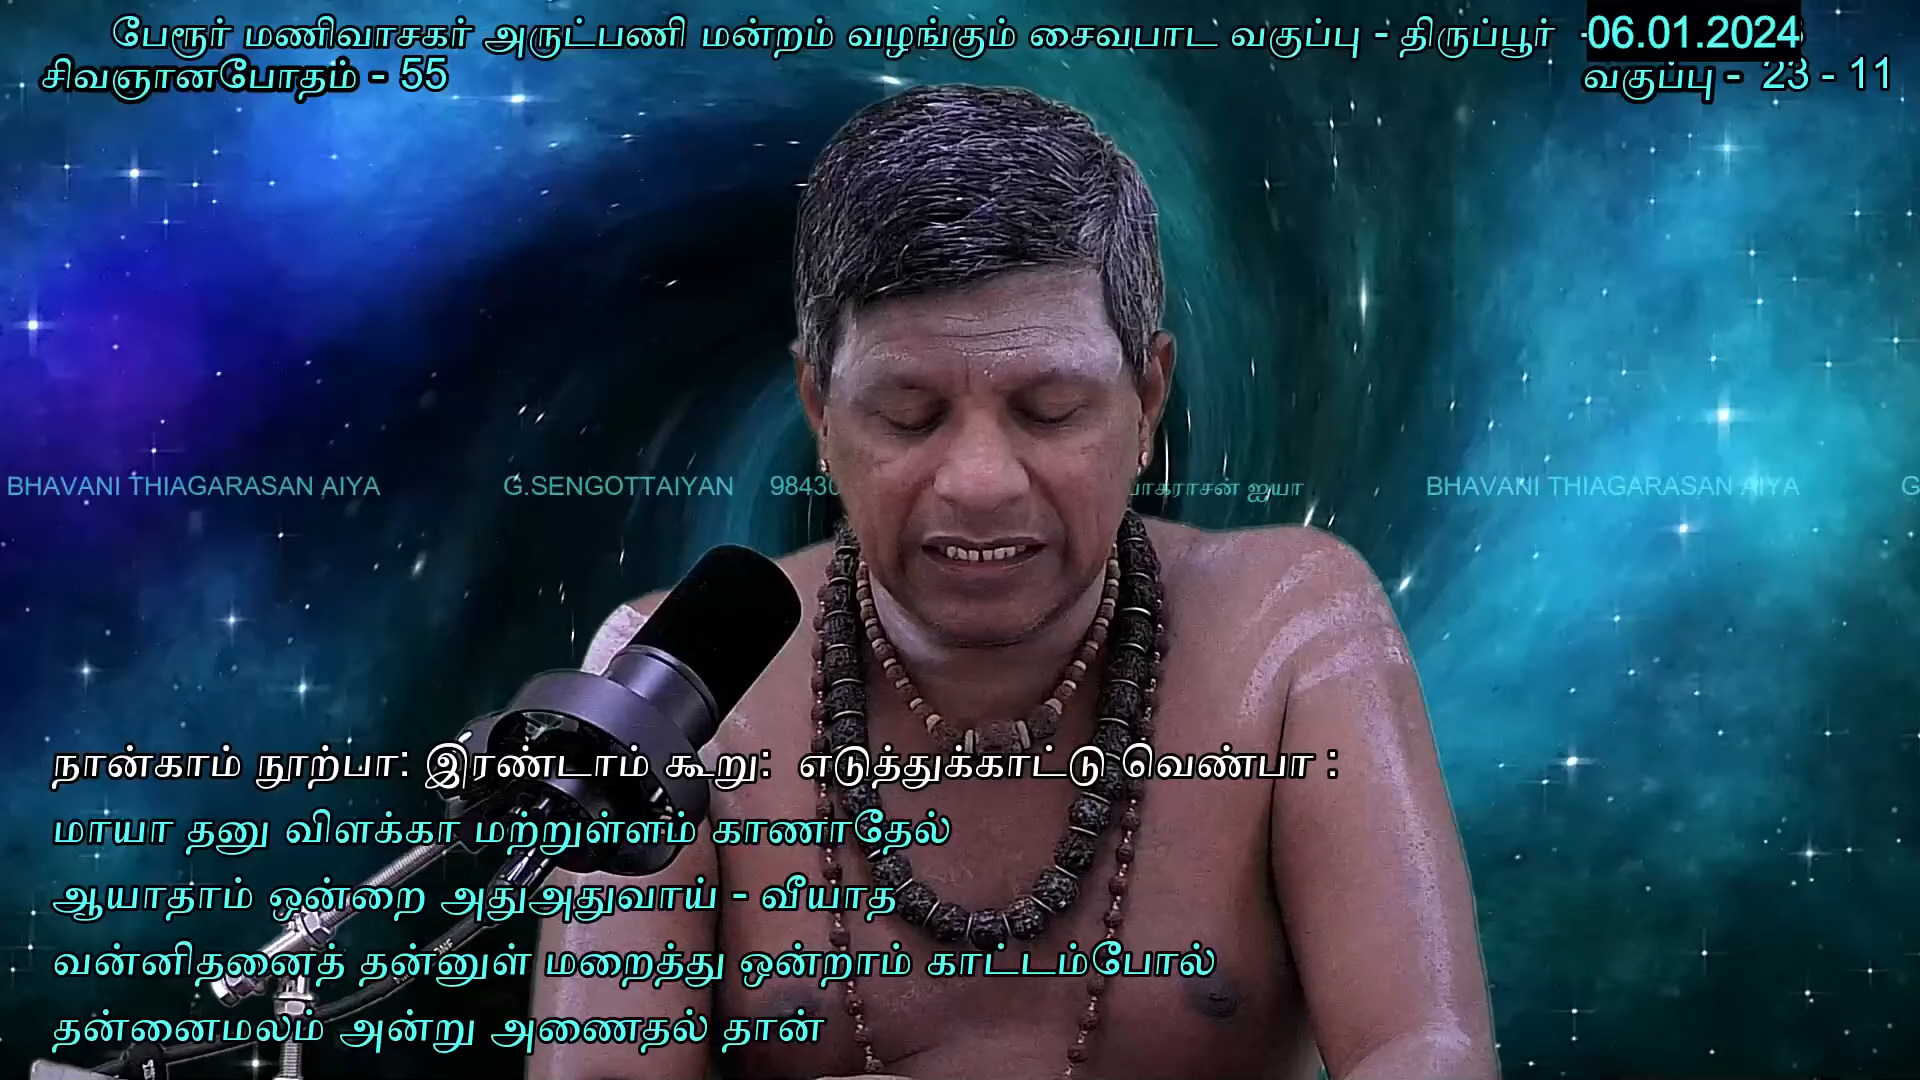 பேரூர் மணிவாசகர் அருட்பணி மன்றம் வழங்கும் சைவபாட வகுப்பு - திருப்பூர் -06.01.2024
சிவஞானபோதம் - 55 வகுப்பு - 23 - 11
BHAVANI THIAGARASAN AIYA G.SENGOTTAIYAN 9843 ஐயா BHAVANI THIAGARASAN AIYA G
நான்காம் நூற்பா: இரண்டாம் கூறு: எடுத்துக்காட்டு வெண்பா :
மாயா தனு விளக்கா மற்றுள்ளம் காணாதேல்
ஆயாதாம் ஒன்றை அதுஅதுவாய் - வீயாத
வன்னிதனைத் தன்னுள் மறைத்து ஒன்றாம் காட்டம்போல்
தன்னைமலம் அன்று அணைதல் தான்